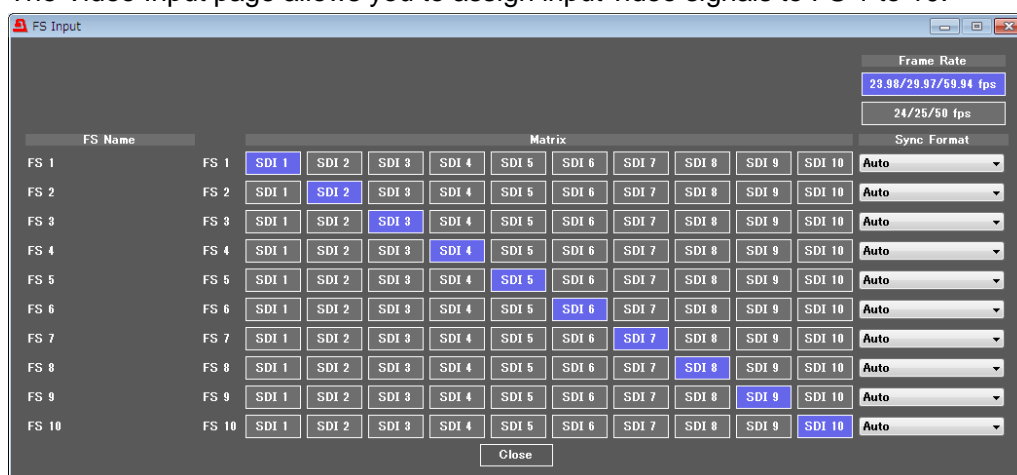 The Video Input page allows you to assign input video signals to FS 1 to 10.
FS Input
Frame Rate
23.98/29.97/59.94 fps
24/25/50 fps
FS Name Matrix Sync Format
FS 1 FS 1 SDI 1 SDI 2 SDI 3 SDI 4 SDI 5 SDI 6 SDI 7 SDI 8 SDI 9 SDI 10 Auto
FS 2 FS 2 SDI 1 SDI 2 SDI 3 SDI 4 SDI 5 SDI 6 SDI 7 SDI 8 SDI 9 SDI 10 Auto
FS 3 FS 3 SDI 1 SDI 2 SDI 3 SDI 4 SDI 5 SDI 6 SDI 7 SDI 8 SDI 9 SDI 10 Auto
FS 4 FS 4 SDI 1 SDI 2 SDI 3 SDI 4 SDI 5 SDI 6 SDI 7 SDI 8 SDI 9 SDI 10 Auto
FS 5 FS 5 SDI 1 SDI 2 SDI 3 SDI 4 SDI 5 SDI 6 SDI 7 SDI 8 SDI 9 SDI 10 Auto
FS 6 FS 6 SDI 1 SDI 2 SDI 3 SDI 4 SDI 5 SDI 6 SDI 7 SDI 8 SDI 9 SDI 10 Auto
FS 7 FS 7 SDI 1 SDI 2 SDI 3 SDI 4 SDI 5 SDI 6 SDI 7 SDI 8 SDI 9 SDI 10 Auto
FS 8 FS 8 SDI 1 SDI 2 SDI 3 SDI 4 SDI 5 SDI 6 SDI 7 SDI 8 SDI 9 SDI 10 Auto
FS 9 FS 9 SDI 1 SDI 2 SDI 3 SDI 4 SDI 5 SDI 6 SDI 7 SDI 8 SDI 9 SDI 10 Auto
FS 10 FS 10 SDI 1 SDI 2 SDI 3 SDI 4 SDI 5 SDI 6 SDI 7 SDI 8 SDI 9 SDI 10 Auto
Close